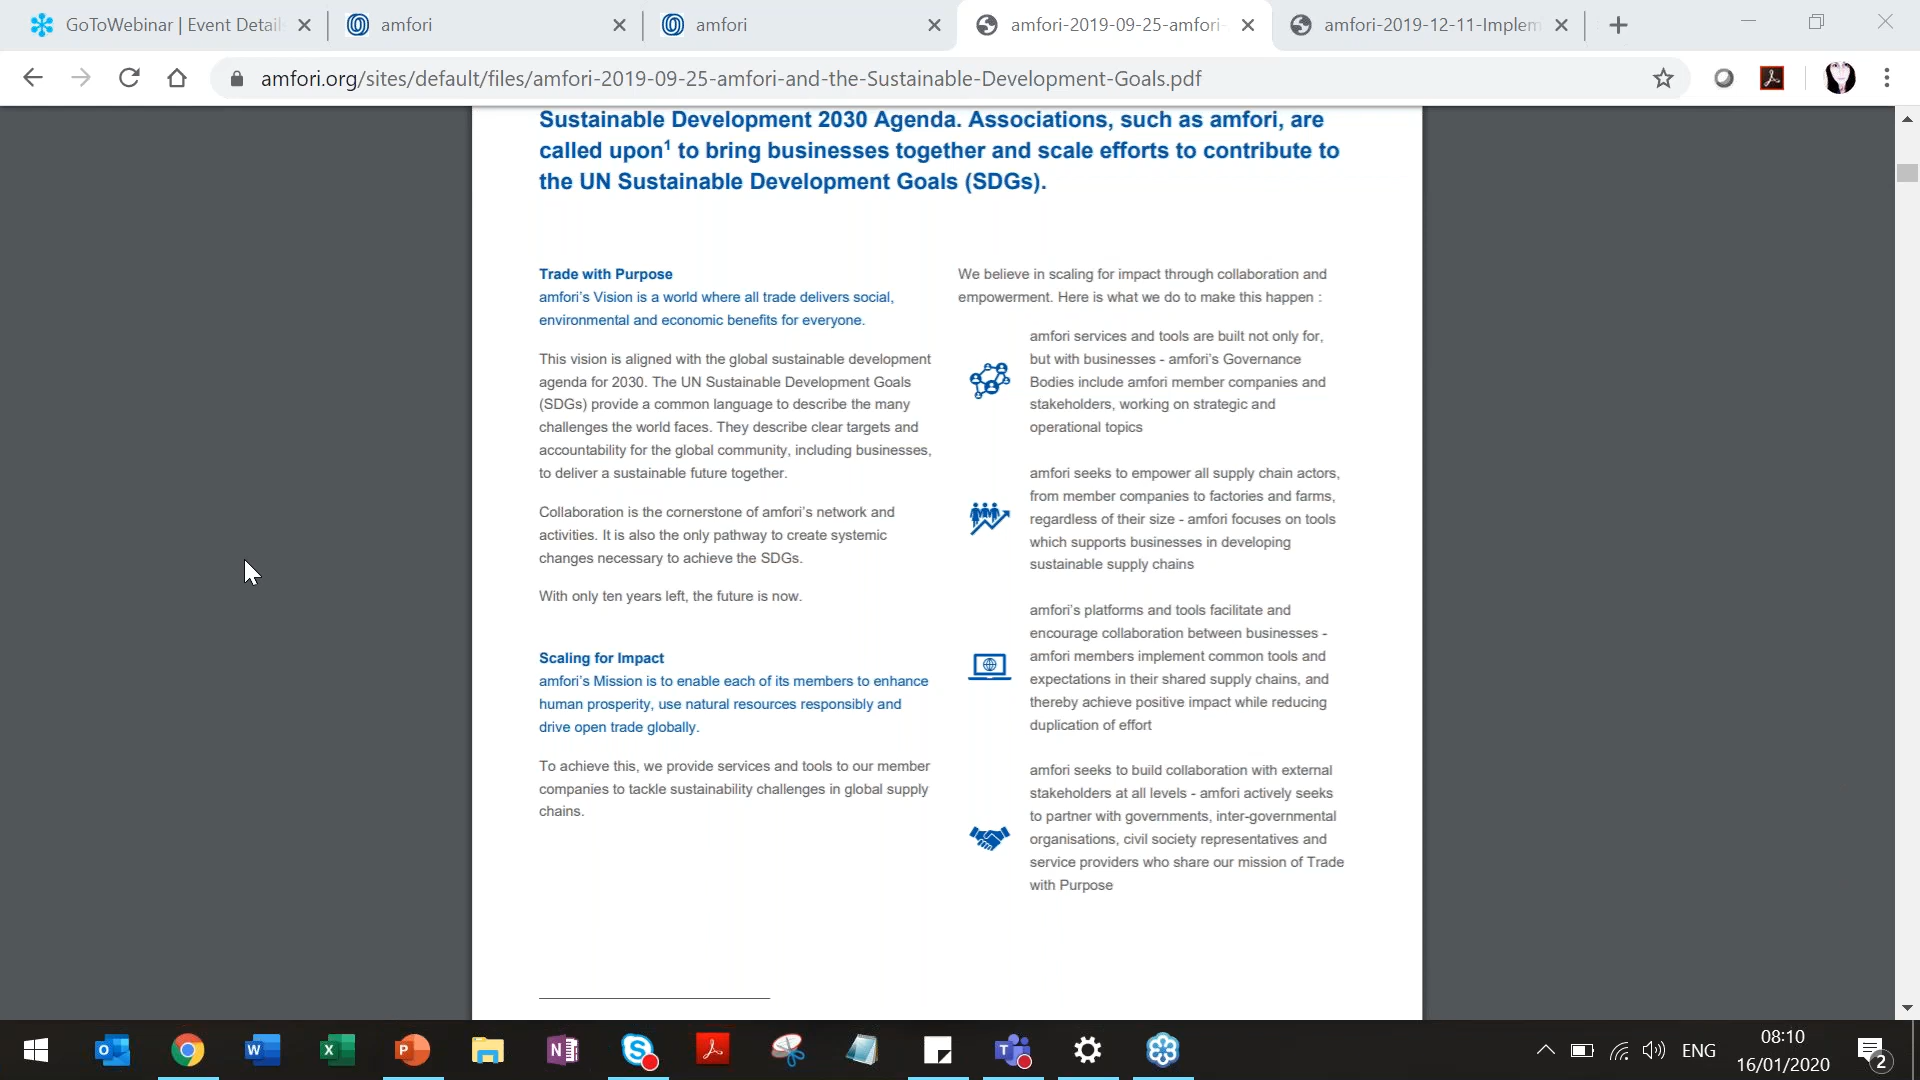 GoToWebinar | Event Details
amfori
amfori
amfori-2019-09-25-amfori-
amfori-2019-12-11-Implem
amfori.org/sites/default/files/amfori-2019-09-25-amfori-and-the-Sustainable-Development-Goals.pdf
Sustainable Development 2030 Agenda. Associations, such as amfori, are
called upon¹ to bring businesses together and scale efforts to contribute to
the UN Sustainable Development Goals (SDGs).
Trade with Purpose
amfori's Vision is a world where all trade delivers social,
environmental and economic benefits for everyone.
This vision is aligned with the global sustainable development
agenda for 2030. The UN Sustainable Development Goals
(SDGs) provide a common language to describe the many
challenges the world faces. They describe clear targets and
accountability for the global community, including businesses,
to deliver a sustainable future together.
Collaboration is the cornerstone of amfori's network and
activities. It is also the only pathway to create systemic
changes necessary to achieve the SDGs.
With only ten years left, the future is now.
Scaling for Impact
amfori's Mission is to enable each of its members to enhance
human prosperity, use natural resources responsibly and
drive open trade globally.
To achieve this, we provide services and tools to our member
companies to tackle sustainability challenges in global supply
chains.
We believe in scaling for impact through collaboration and
empowerment. Here is what we do to make this happen :
amfori services and tools are built not only for,
but with businesses - amfori's Governance
Bodies include amfori member companies and
stakeholders, working on strategic and
operational topics
amfori seeks to empower all supply chain actors,
from member companies to factories and farms,
regardless of their size - amfori focuses on tools
which supports businesses in developing
sustainable supply chains
amfori's platforms and tools facilitate and
encourage collaboration between businesses -
amfori members implement common tools and
expectations in their shared supply chains, and
thereby achieve positive impact while reducing
duplication of effort
amfori seeks to build collaboration with external
stakeholders at all levels - amfori actively seeks
to partner with governments, inter-governmental
organisations, civil society representatives and
service providers who share our mission of Trade
with Purpose
ENG
08:10
16/01/2020
2